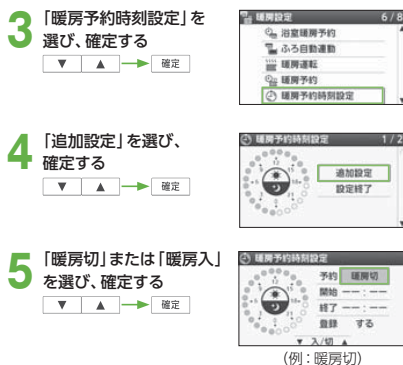 3 「暖房予約時刻設定」を
選び、確定する
▼ ▲ 確定
暖房設定 6/8
浴室暖房予約
ふろ自動連動
暖房運転
暖房予約
暖房予約時刻設定
4 「追加設定」を選び、
確定する
▼ ▲ 確定
暖房予約時刻設定 1/2
追加設定
設定終了
5 「暖房切」または「暖房入」
を選び、確定する
▼ ▲ 確定
暖房予約時刻設定
予約 暖房切
開始 --:--
終了 --:--
登録 する
▼ 入/切 ▲
(例:暖房切)